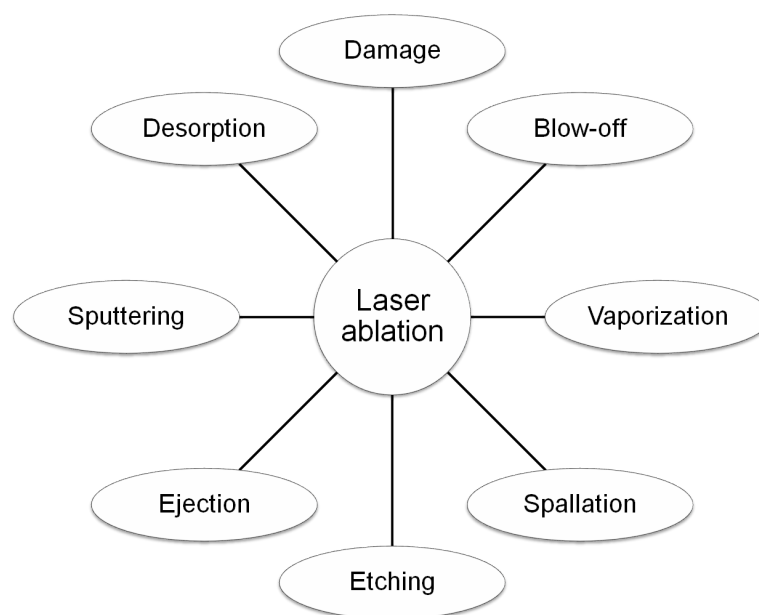 Damage
Desorption
Blow-off
Laser
ablation
Sputtering
Vaporization
Ejection
Spallation
Etching